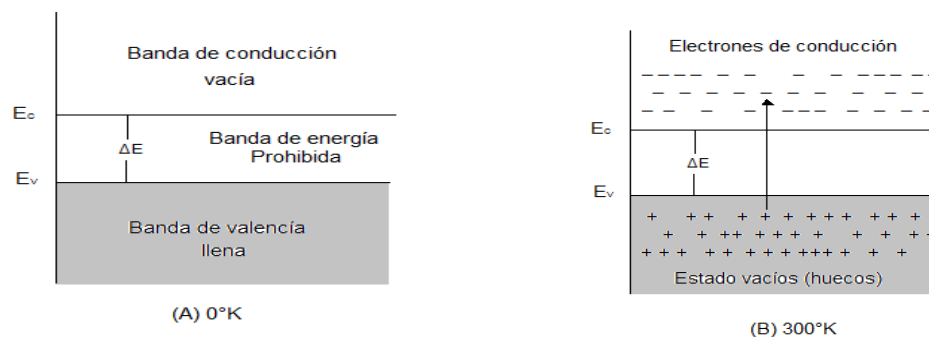 Banda de conducción
vacía
Ec
ΔE
Banda de energía
Prohibida
Ev
Banda de valencía
llena
(A) 0°K
Electrones de conducción
Ec
ΔE
Ev
Estado vacíos (huecos)
(B) 300°K